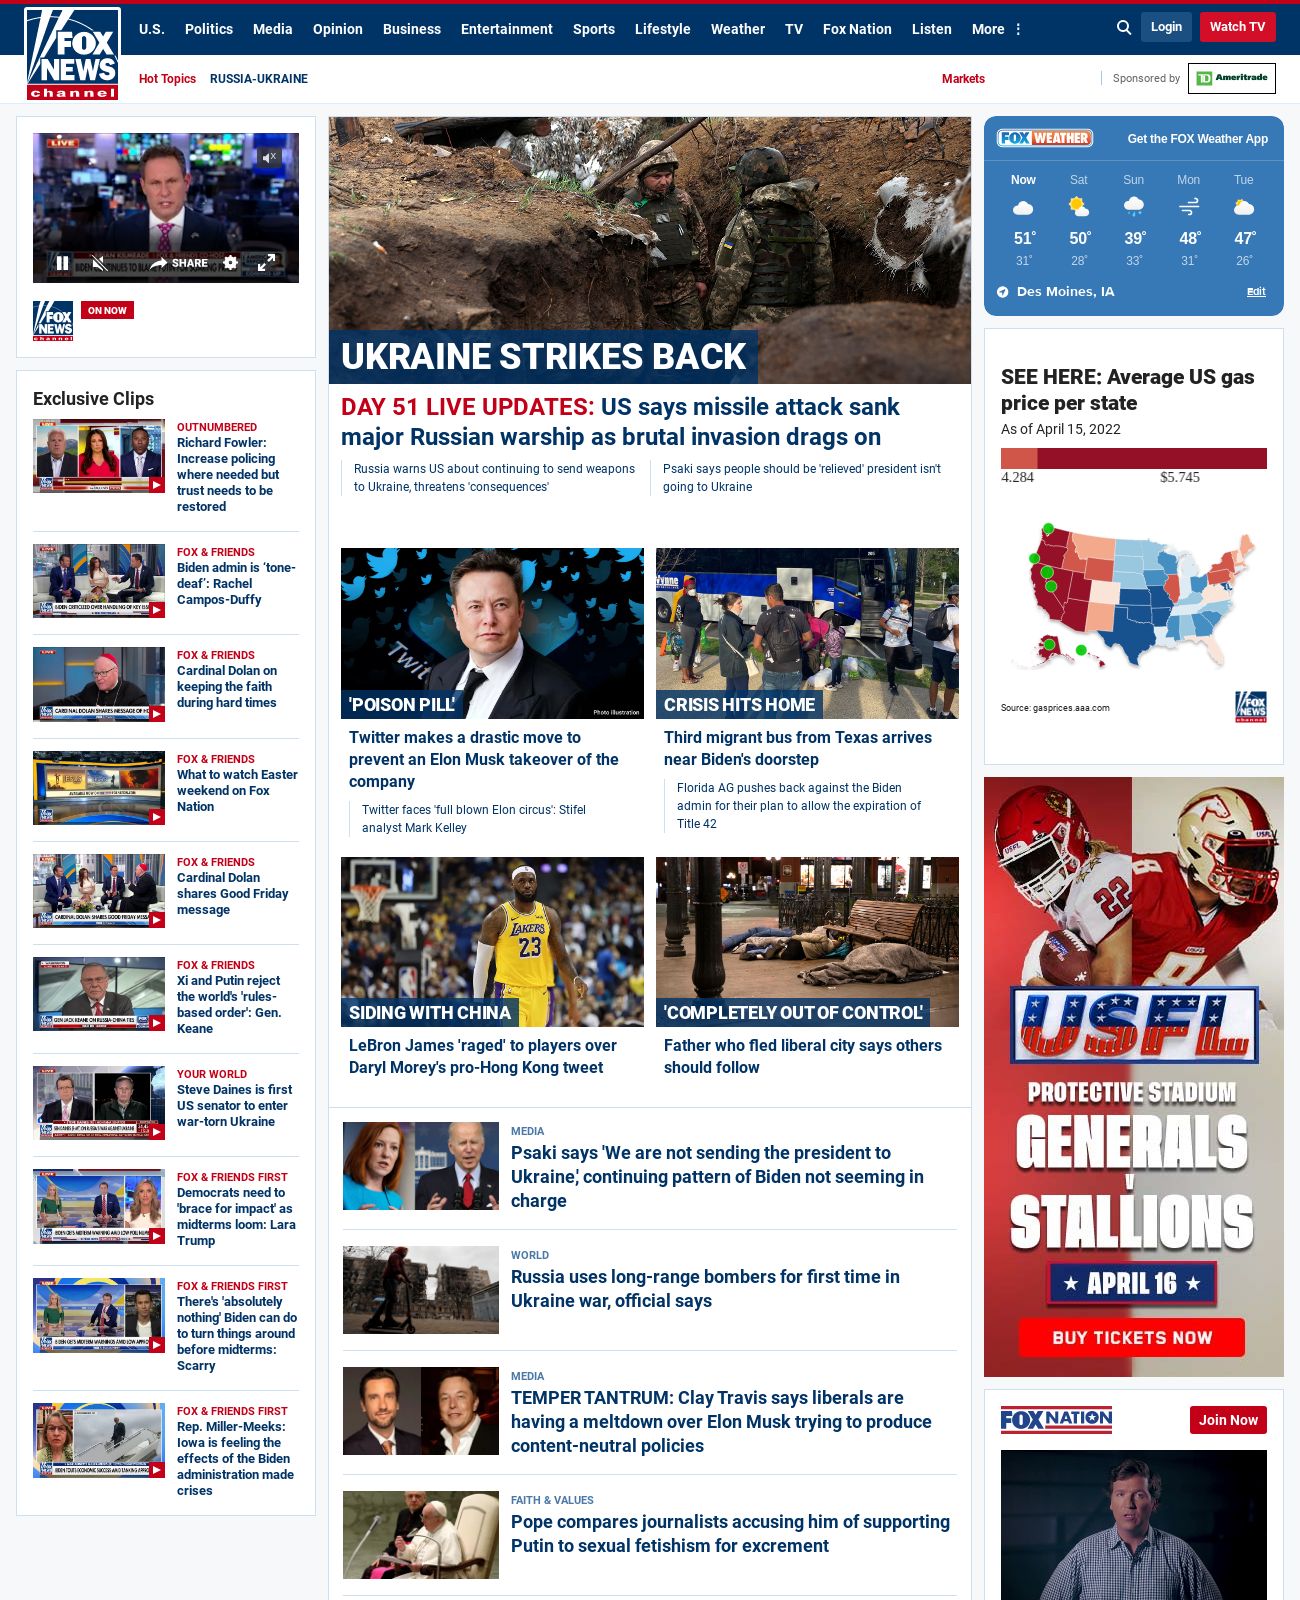 FOX
NEWS
channel
U.S. Politics Media Opinion Business Entertainment Sports Lifestyle Weather TV Fox Nation Listen More
Login
Watch TV
Hot Topics RUSSIA-UKRAINE
Markets
Sponsored by
TD Ameritrade
LIVE
SHARE
FOX
NEWS
channel
ON NOW
Exclusive Clips
OUTNUMBERED
Richard Fowler:
Increase policing
where needed but
trust needs to be
restored
FOX & FRIENDS
Biden admin is ‘tone-
deaf’: Rachel
Campos-Duffy
FOX & FRIENDS
Cardinal Dolan on
keeping the faith
during hard times
FOX & FRIENDS
What to watch Easter
weekend on Fox
Nation
FOX & FRIENDS
Cardinal Dolan
shares Good Friday
message
FOX & FRIENDS
Xi and Putin reject
the world's 'rules-
based order': Gen.
Keane
YOUR WORLD
Steve Daines is first
US senator to enter
war-torn Ukraine
FOX & FRIENDS FIRST
Democrats need to
'brace for impact' as
midterms loom: Lara
Trump
FOX & FRIENDS FIRST
There's 'absolutely
nothing' Biden can do
to turn things around
before midterms:
Scarry
FOX & FRIENDS FIRST
Rep. Miller-Meeks:
Iowa is feeling the
effects of the Biden
administration made
crises
UKRAINE STRIKES BACK
DAY 51 LIVE UPDATES: US says missile attack sank
major Russian warship as brutal invasion drags on
Russia warns US about continuing to send weapons
to Ukraine, threatens 'consequences'
Psaki says people should be 'relieved' president isn't
going to Ukraine
'POISON PILL'
Photo Illustration
Twitter makes a drastic move to
prevent an Elon Musk takeover of the
company
Twitter faces 'full blown Elon circus': Stifel
analyst Mark Kelley
CRISIS HITS HOME
Third migrant bus from Texas arrives
near Biden's doorstep
Florida AG pushes back against the Biden
admin for their plan to allow the expiration of
Title 42
LAKERS
23
SIDING WITH CHINA
LeBron James 'raged' to players over
Daryl Morey's pro-Hong Kong tweet
'COMPLETELY OUT OF CONTROL'
Father who fled liberal city says others
should follow
MEDIA
Psaki says 'We are not sending the president to
Ukraine,' continuing pattern of Biden not seeming in
charge
WORLD
Russia uses long-range bombers for first time in
Ukraine war, official says
MEDIA
TEMPER TANTRUM: Clay Travis says liberals are
having a meltdown over Elon Musk trying to produce
content-neutral policies
FAITH & VALUES
Pope compares journalists accusing him of supporting
Putin to sexual fetishism for excrement
FOX WEATHER
Get the FOX Weather App
Now Sat Sun Mon Tue
51° 50° 39° 48° 47°
31° 28° 33° 31° 26°
Des Moines, IA
Edit
SEE HERE: Average US gas
price per state
As of April 15, 2022
4.284 $5.745
Source: gasprices.aaa.com
FOX
NEWS
channel
USFL
22
8
USFL
PROTECTIVE STADIUM
GENERALS
V
STALLIONS
APRIL 16
BUY TICKETS NOW
FOX NATION
Join Now